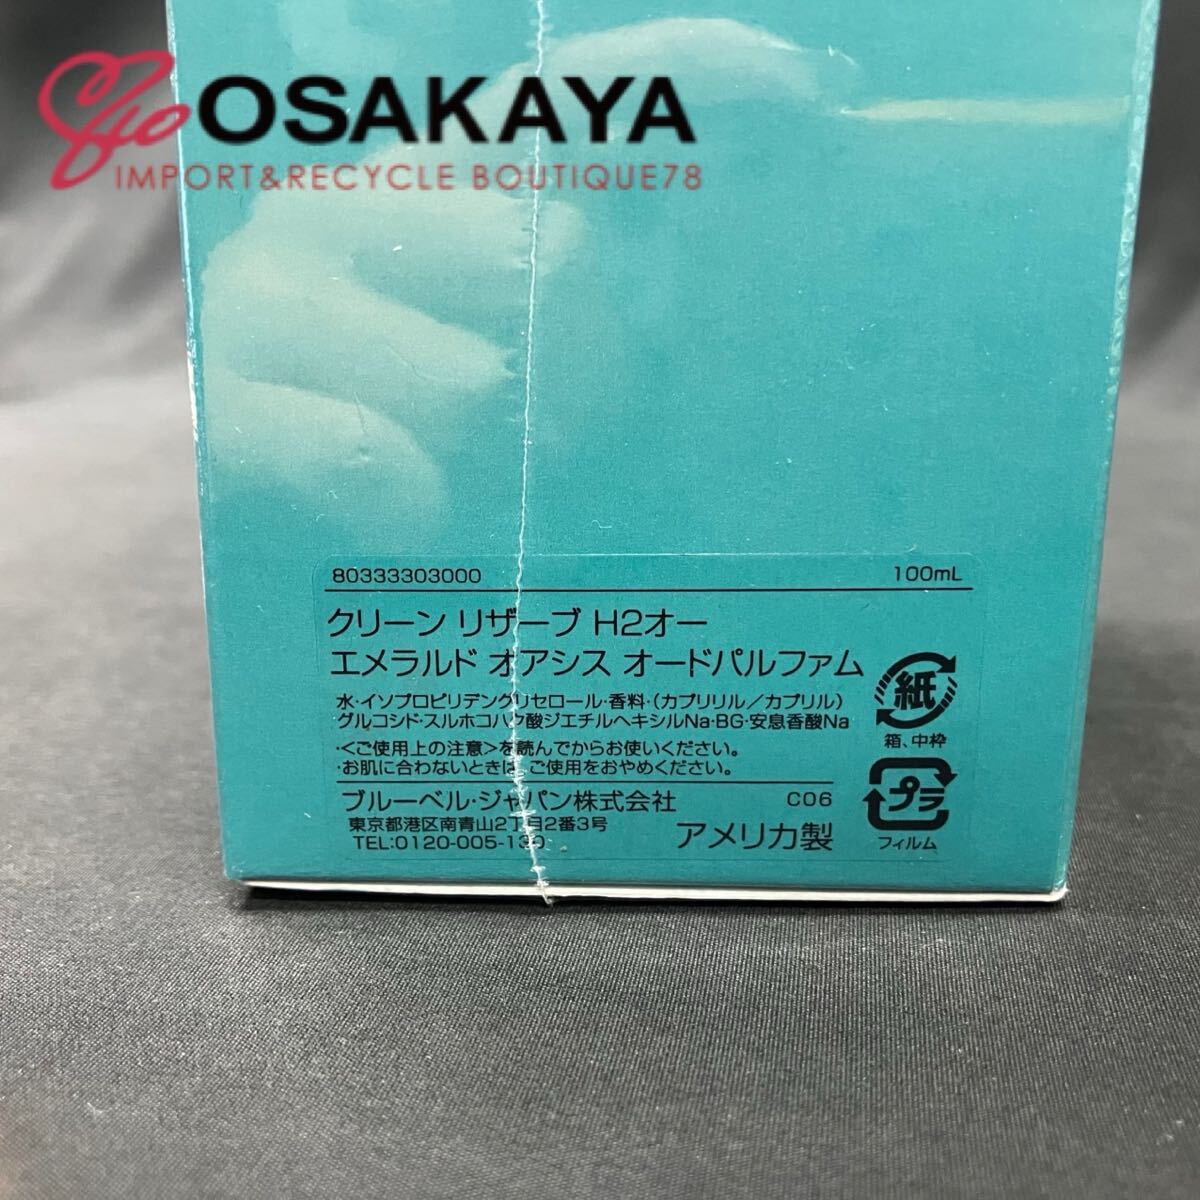 OSAKAYA
IMPORT&RECYCLE BOUTIQUE78
80333303000 100mL
クリーン リザーブ H2オー
エメラルド オアシス オードパルファム
水・イソプロピリデングリセロール・香料・(カプリリル/カプリル)
グルコシド・スルホコハク酸ジエチルヘキシルNa・BG・安息香酸Na
・<ご使用上の注意>を読んでからお使いください。
・お肌に合わないときは、ご使用をおやめください。
紙
箱、中枠
ブルーベル・ジャパン株式会社 C06
東京都港区南青山2丁目2番3号
TEL:0120-005-130 アメリカ製
プラ
フィルム